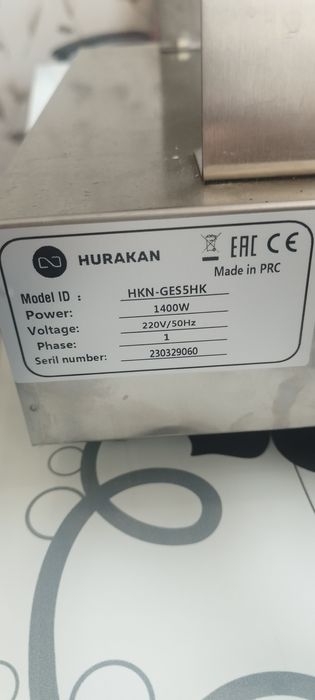 HURAKAN
EAC CE
Made in PRC
Model ID : HKN-GES5HK
Power: 1400W
Voltage: 220V/50Hz
Phase: 1
Seril number: 230329060